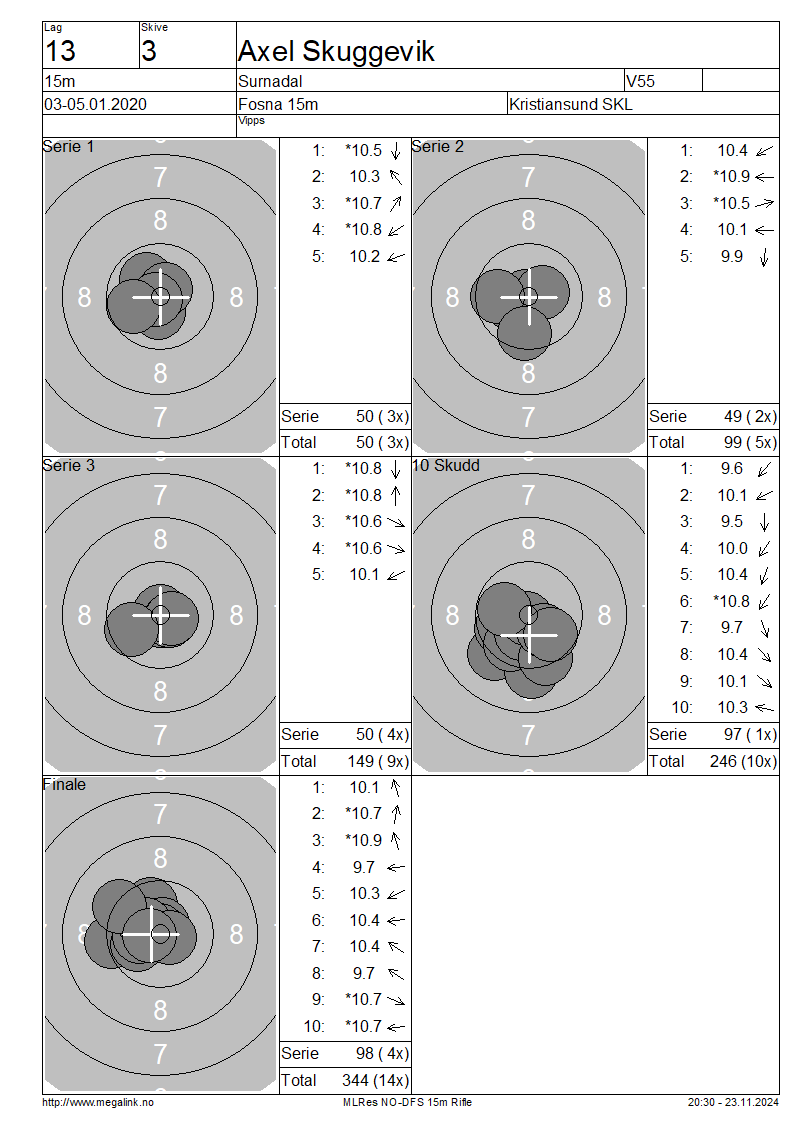 Lag
Skive
13
3
Axel Skuggevik
15m
Surnadal
V55
03-05.01.2020
Fosna 15m
Kristiansund SKL
Vipps
Serie 1
7
8
8
8
8
7
1: *10.5
2: 10.3
3: *10.7
4: *10.8
5: 10.2
Serie 50 ( 3x)
Total 50 ( 3x)
Serie 2
7
8
8
8
8
7
1: 10.4
2: *10.9
3: *10.5
4: 10.1
5: 9.9
Serie 49 ( 2x)
Total 99 ( 5x)
Serie 3
7
8
8
8
8
7
1: *10.8
2: *10.8
3: *10.6
4: *10.6
5: 10.1
Serie 50 ( 4x)
Total 149 ( 9x)
10 Skudd
7
8
8
8
8
7
1: 9.6
2: 10.1
3: 9.5
4: 10.0
5: 10.4
6: *10.8
7: 9.7
8: 10.4
9: 10.1
10: 10.3
Serie 97 ( 1x)
Total 246 (10x)
Finale
7
8
8
8
8
7
1: 10.1
2: *10.7
3: *10.9
4: 9.7
5: 10.3
6: 10.4
7: 10.4
8: 9.7
9: *10.7
10: *10.7
Serie 98 ( 4x)
Total 344 (14x)
http://www.megalink.no
MLRes NO-DFS 15m Rifle
20:30 - 23.11.2024